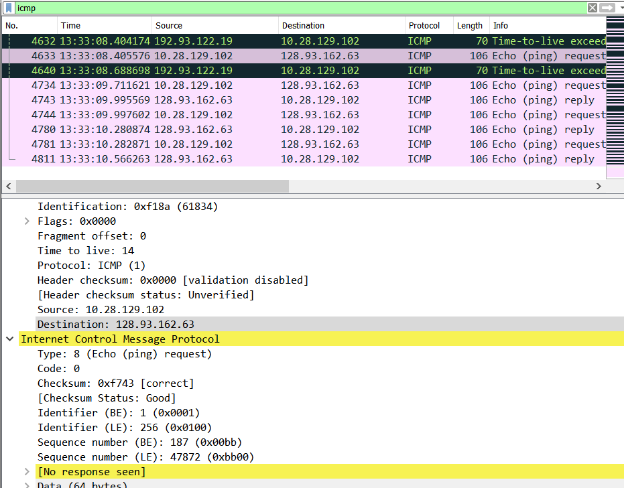 icmp
No. Time Source Destination Protocol Length Info
4632 13:33:08.404174 192.93.122.19 10.28.129.102 ICMP 70 Time-to-live exceed
4633 13:33:08.405576 10.28.129.102 128.93.162.63 ICMP 106 Echo (ping) request
4640 13:33:08.688698 192.93.122.19 10.28.129.102 ICMP 70 Time-to-live exceed
4734 13:33:09.711621 10.28.129.102 128.93.162.63 ICMP 106 Echo (ping) request
4743 13:33:09.995569 128.93.162.63 10.28.129.102 ICMP 106 Echo (ping) reply
4744 13:33:09.997602 10.28.129.102 128.93.162.63 ICMP 106 Echo (ping) request
4780 13:33:10.280874 128.93.162.63 10.28.129.102 ICMP 106 Echo (ping) reply
4781 13:33:10.282871 10.28.129.102 128.93.162.63 ICMP 106 Echo (ping) request
4811 13:33:10.566263 128.93.162.63 10.28.129.102 ICMP 106 Echo (ping) reply
Identification: 0xf18a (61834)
Flags: 0x0000
Fragment offset: 0
Time to live: 14
Protocol: ICMP (1)
Header checksum: 0x0000 [validation disabled]
[Header checksum status: Unverified]
Source: 10.28.129.102
Destination: 128.93.162.63
Internet Control Message Protocol
Type: 8 (Echo (ping) request)
Code: 0
Checksum: 0xf743 [correct]
[Checksum Status: Good]
Identifier (BE): 1 (0x0001)
Identifier (LE): 256 (0x0100)
Sequence number (BE): 187 (0x00bb)
Sequence number (LE): 47872 (0xbb00)
[No response seen]
Data (64 bytes)